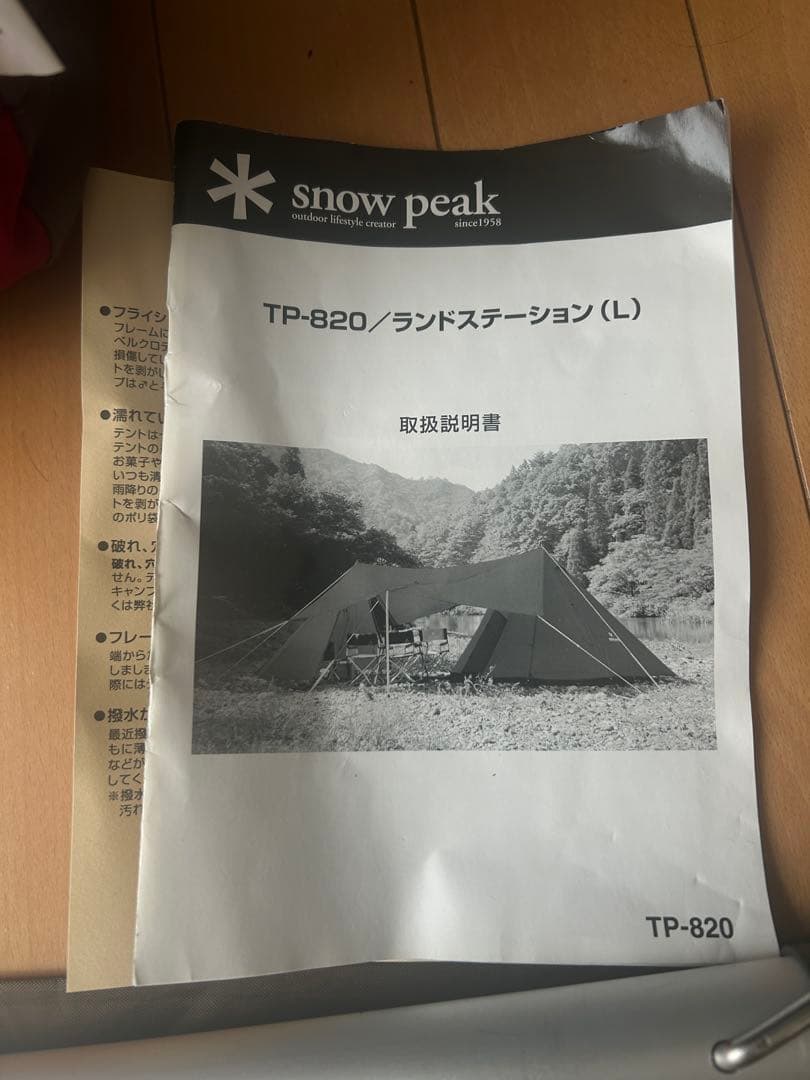 snow peak
outdoor lifestyle creator
since1958
TP-820／ランドステーション（L）
取扱説明書
TP-820
●フライシ
フレームに
ベルクロテ
損傷してい
トを剥がし
プは♂と
●濡れてい
テントは
テントの
お菓子や
いつも清
雨降りの
トを剥が
のポリ袋
●破れ、
破れ、穴
せん。テ
キャンプ
くは弊社
●フレー
端から
しまし
際には
●撥水が
最近撥
もに薄
などが
してく
※撥水
汚れ